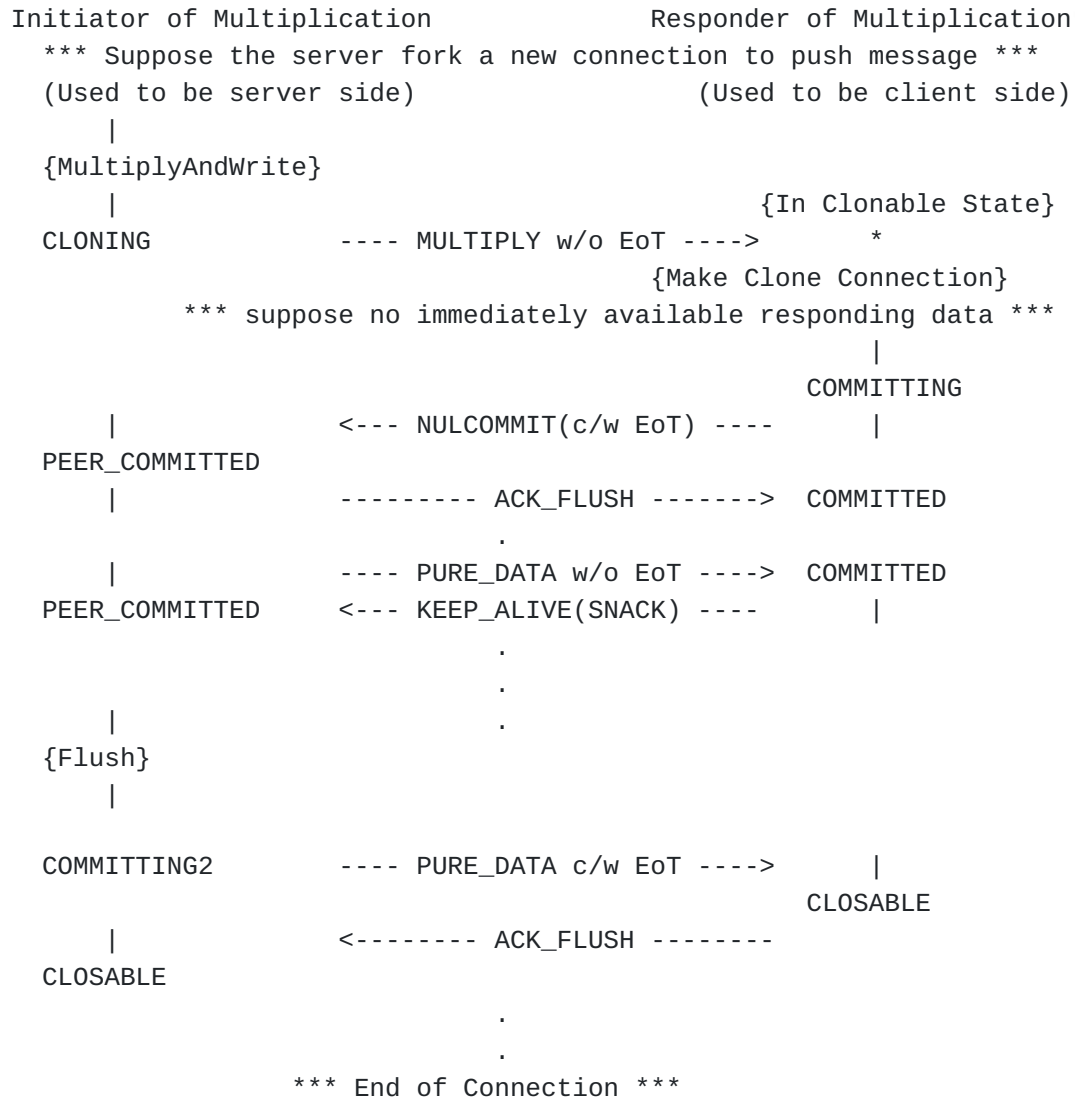 Initiator of Multiplication                            Responder of Multiplication
  *** Suppose the server fork a new connection to push message ***
  (Used to be server side)                        (Used to be client side)
      |
  {MultiplyAndWrite}
      |                                         {In Clonable State}
  CLONING            ---- MULTIPLY w/o EoT ---->       *
                                         {Make Clone Connection}
           *** suppose no immediately available responding data ***
                                                       |
                                                   COMMITTING
      |              <--- NULCOMMIT(c/w EoT) ----      |
  PEER_COMMITTED
      |              --------- ACK_FLUSH ------->  COMMITTED
                               .
      |              ---- PURE_DATA w/o EoT ---->  COMMITTED
  PEER_COMMITTED     <--- KEEP_ALIVE(SNACK) ----       |
                               .
                               .
      |                        .
  {Flush}
      |
  COMMITTING2        ---- PURE_DATA c/w EoT ---->      |
                                                   CLOSABLE
      |              <-------- ACK_FLUSH --------
  CLOSABLE
                               .
                               .
                  *** End of Connection ***